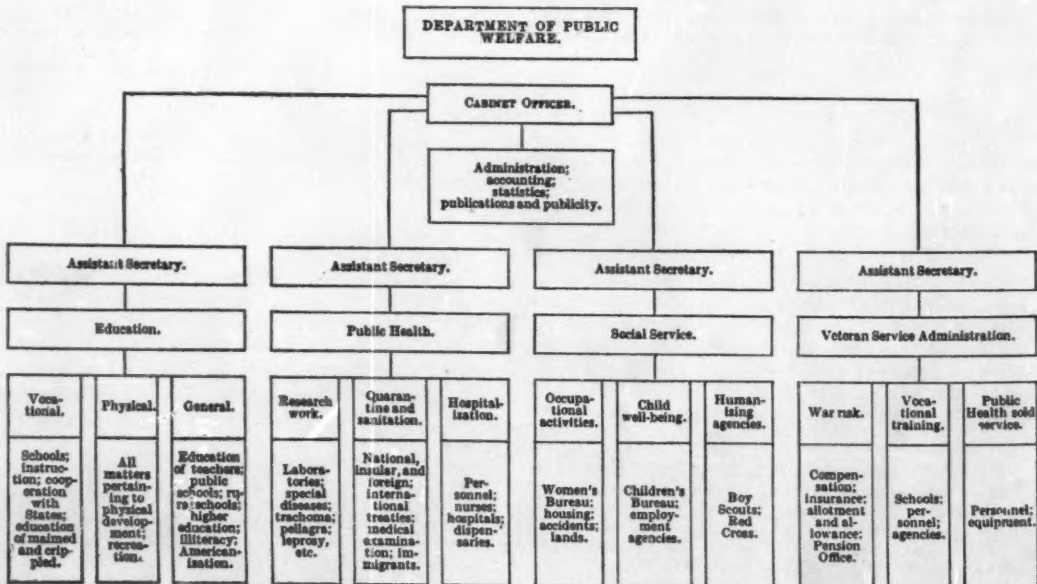 DEPARTMENT OF PUBLIC
WELFARE.
CABINET OFFICER.
Administration;
accounting;
statistics;
publications and publicity.
Assistant Secretary.
Assistant Secretary.
Assistant Secretary.
Assistant Secretary.
Education.
Public Health.
Social Service.
Veteran Service Administration.
Voca-
tional.
Physical.
General.
Research
work.
Quaran-
tine and
sanitation.
Hospital-
ization.
Occupa-
tional
activities.
Child
well-being.
Human-
izing
agencies.
War risk.
Voca-
tional
training.
Public
Health sold
service.
Schools;
instruc-
tion; coop-
eration
with
States;
education
of maimed
and crip-
pled.
All
matters
pertain-
ing to
physical
develop-
ment;
recrea-
tion.
Education
of teachers;
public
schools; ru-
ral schools;
higher
education;
illiteracy;
American-
ization.
Labora-
tories;
special
diseases;
trachoma;
pellagra;
leprosy,
etc.
National,
insular, and
foreign;
interna-
tional
treaties;
medical
examina-
tion; im-
migrants.
Per-
sonnel;
nurses;
hospitals;
dispen-
saries.
Women's
Bureau;
housing;
accidents;
lands.
Children's
Bureau;
employ-
ment
agencies.
Boy
Scouts;
Red
Cross.
Compen-
sation;
insurance;
allotment
and al-
lowance;
Pension
Office.
Schools;
per-
sonnel;
agencies.
Personnel;
equipment.